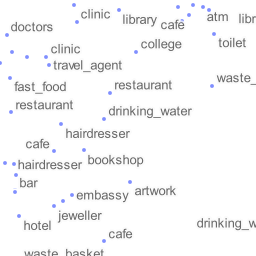 clinic
library
atm
libr
doctors
café
clinic
college
toilet
travel_agent
fast_food
restaurant
waste_
restaurant
drinking_water
hairdresser
cafe
bookshop
hairdresser
bar
artwork
embassy
jeweller
hotel
drinking_w
cafe
waste_basket